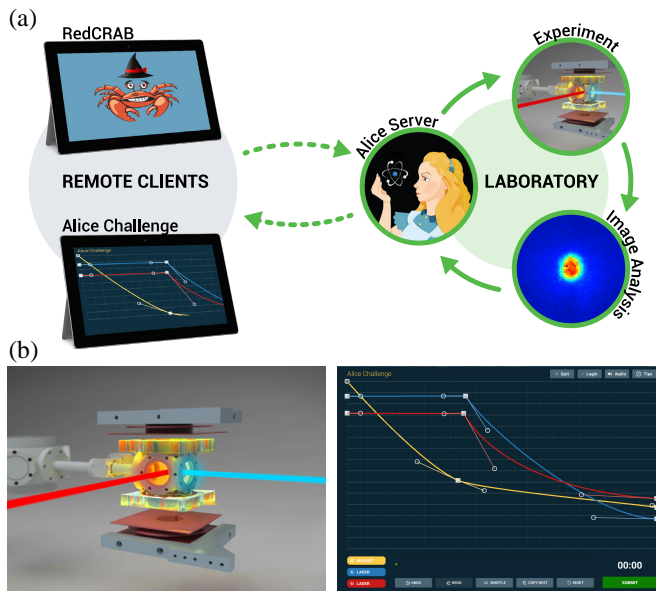 (a)
RedCRAB
REMOTE CLIENTS
Alice Challenge
Alice Challenge
Alice Server
LABORATORY
Experiment
Image Analysis
(b)
Alice Challenge
Quit
Login
Audio
Tips
LASER
LASER
00:00
UNDO
REDO
SHUFFLE
COPY BEST
RESET
SUBMIT